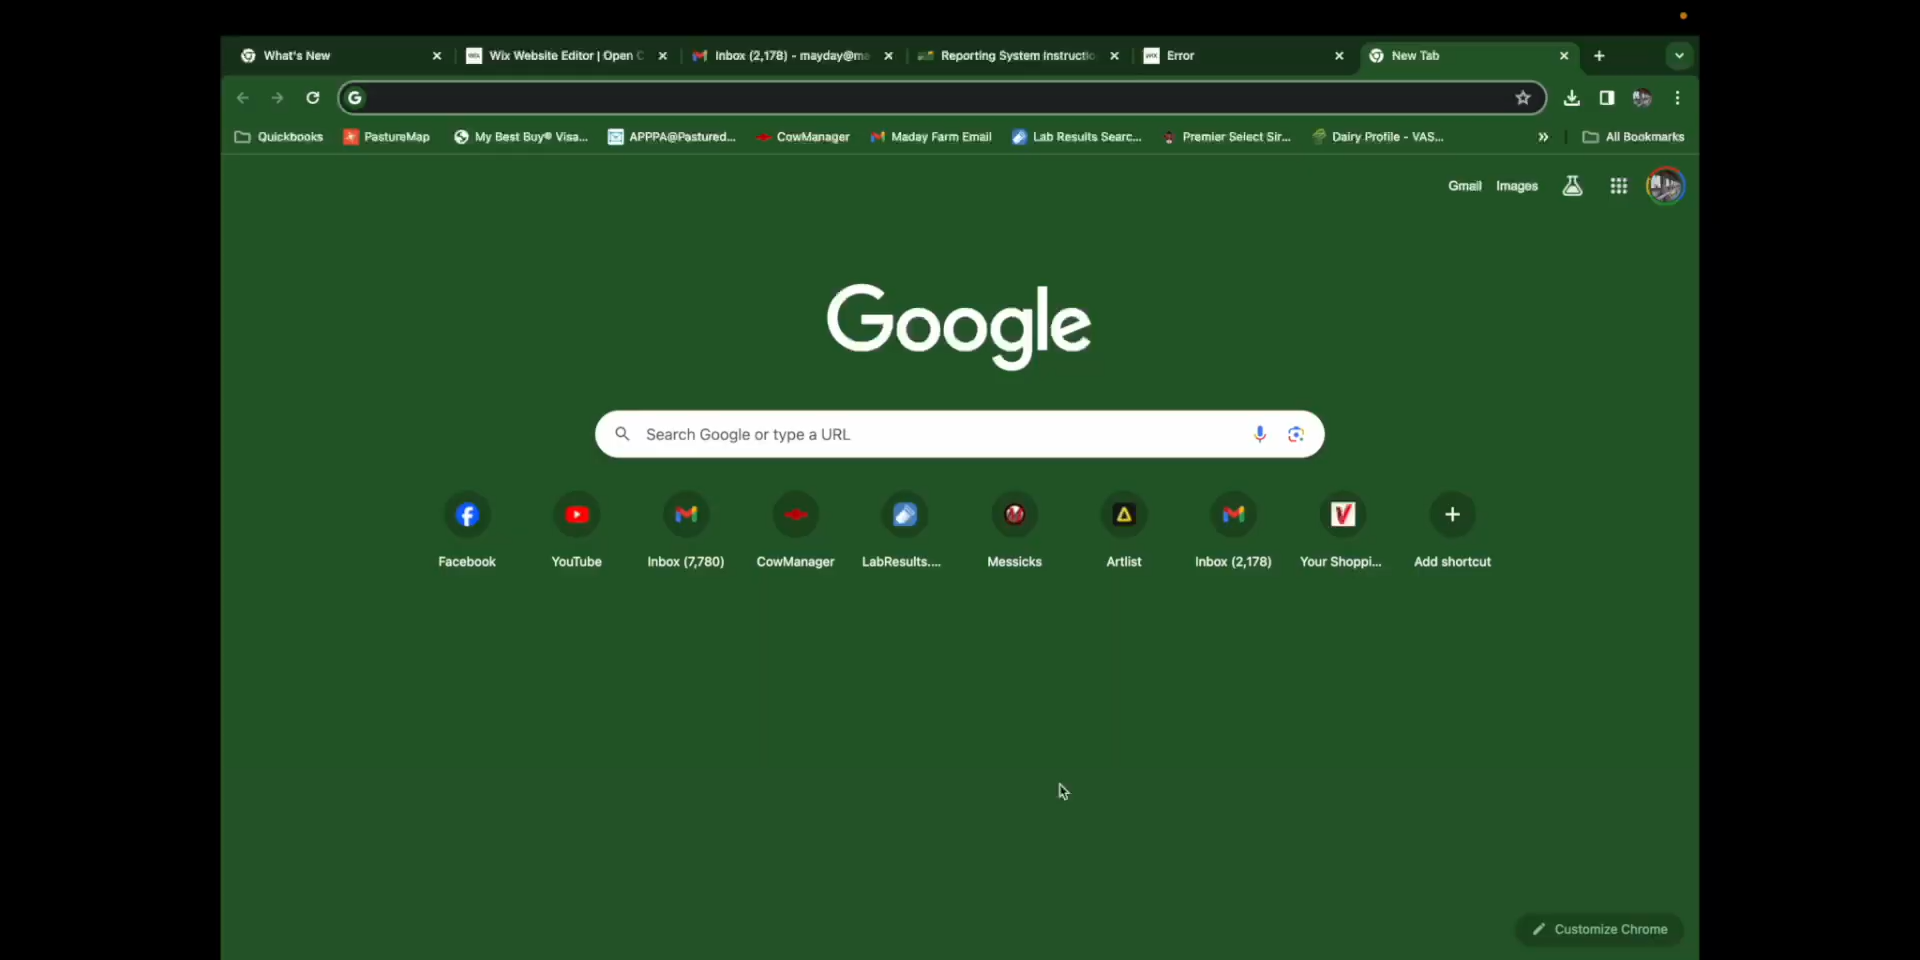 What's New
Wix Website Editor | Open C
Inbox (2,178) - mayday@ma
Reporting System Instructio
Error
New Tab
Quickbooks
PastureMap
My Best Buy® Visa...
APPPA@Pastured...
CowManager
Maday Farm Email
Lab Results Searc...
Premier Select Sir...
Dairy Profile - VAS...
All Bookmarks
Gmail
Images
Google
Search Google or type a URL
Facebook
YouTube
Inbox (7,780)
CowManager
LabResults....
Messicks
Artlist
Inbox (2,178)
Your Shoppi...
Add shortcut
Customize Chrome